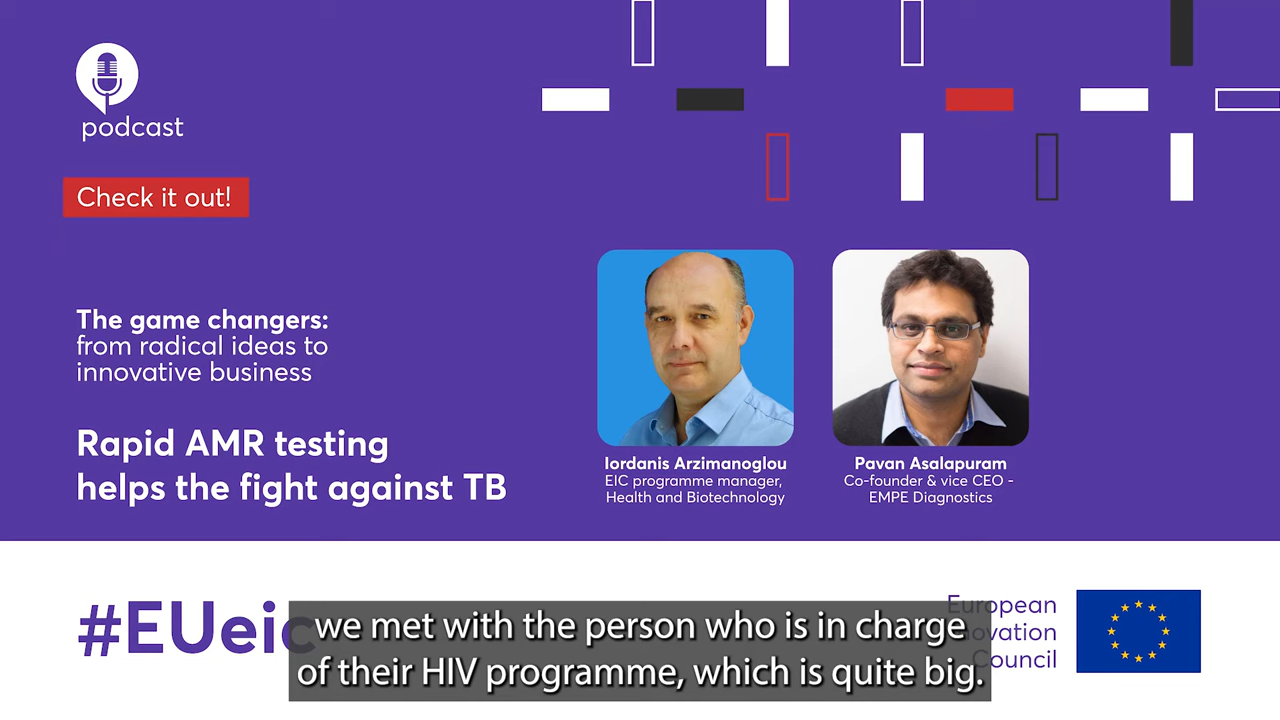 podcast
Check it out!
The game changers:
from radical ideas to
innovative business
Rapid AMR testing
helps the fight against TB
Iordanis Arzimanoglou
EIC programme manager,
Health and Biotechnology
Pavan Asalapuram
Co-founder & vice CEO -
EMPE Diagnostics
#EUeic
European
Innovation
Council
we met with the person who is in charge
of their HIV programme, which is quite big.